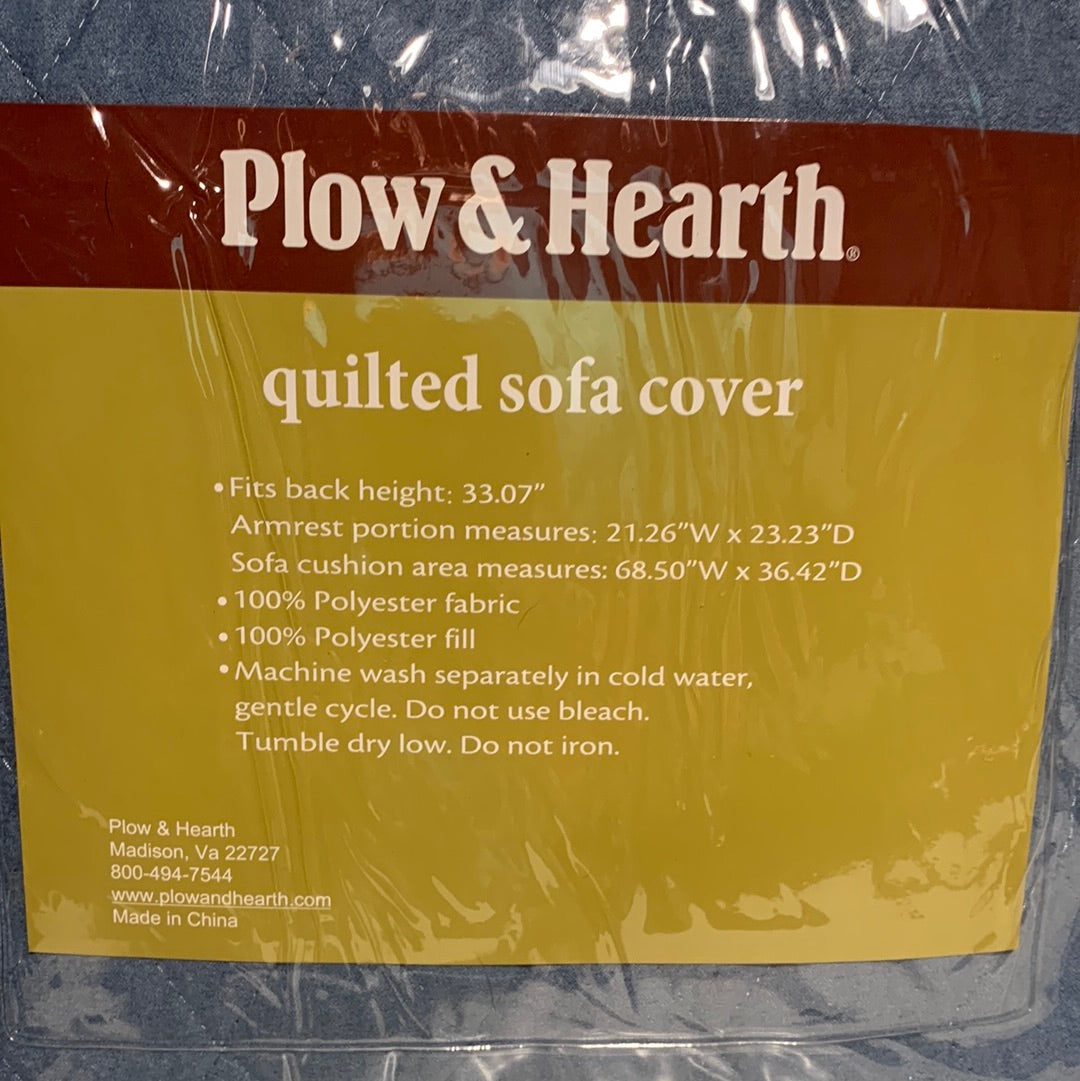 Plow & Hearth®
quilted sofa cover
•Fits back height: 33.07”
Armrest portion measures: 21.26”W x 23.23”D
Sofa cushion area measures: 68.50”W x 36.42”D
•100% Polyester fabric
•100% Polyester fill
•Machine wash separately in cold water,
gentle cycle. Do not use bleach.
Tumble dry low. Do not iron.
Plow & Hearth
Madison, Va 22727
800-494-7544
www.plowandhearth.com
Made in China